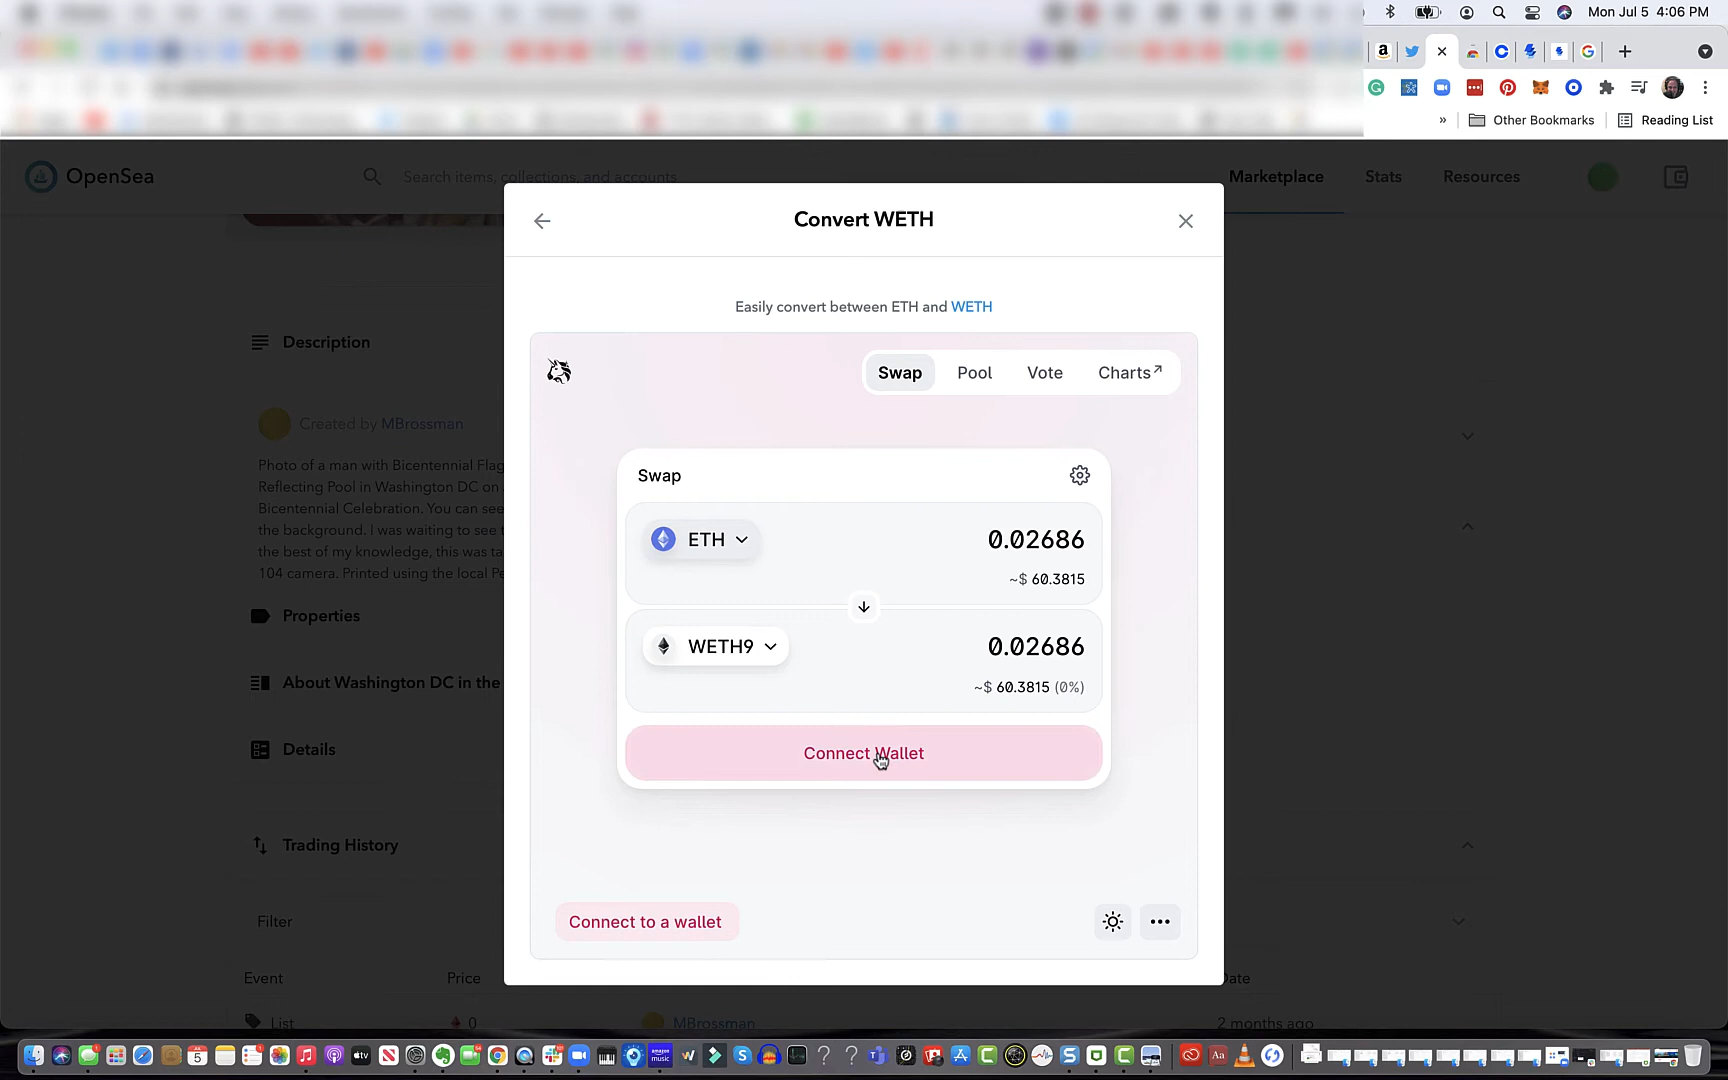 Mon Jul 5 4:06 PM
Other Bookmarks
Reading List
OpenSea
Search items, collections, and accounts
Marketplace
Stats
Resources
Convert WETH
Easily convert between ETH and WETH
Swap
Pool
Vote
Charts↗
Swap
ETH
0.02686
~$ 60.3815
WETH9
0.02686
~$ 60.3815 (0%)
Connect Wallet
Connect to a wallet
Description
Created by MBrossman
Photo of a man with Bicentennial Flag
Reflecting Pool in Washington DC on
Bicentennial Celebration. You can see
the background. I was waiting to see
the best of my knowledge, this was ta
104 camera. Printed using the local Pe
Properties
About Washington DC in the
Details
Trading History
Filter
Event
Price
Date
List
0
MBrossman
2 months ago